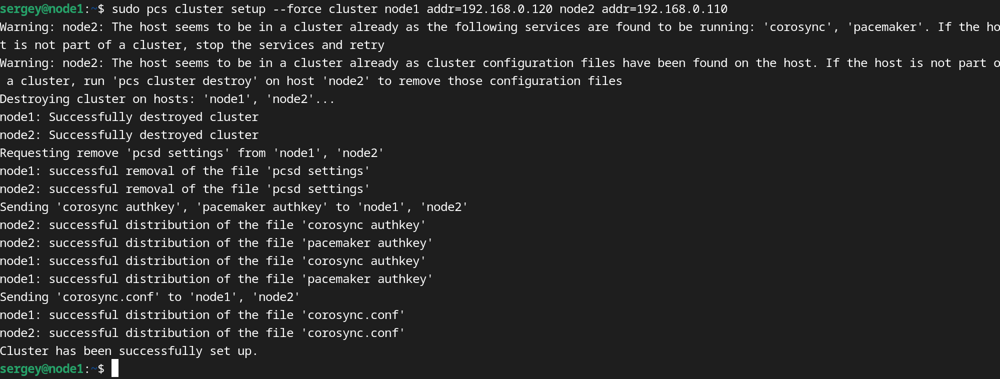 sergey@node1:~$ sudo pcs cluster setup --force cluster node1 addr=192.168.0.120 node2 addr=192.168.0.110
Warning: node2: The host seems to be in a cluster already as the following services are found to be running: 'corosync', 'pacemaker'. If the ho
t is not part of a cluster, stop the services and retry
Warning: node2: The host seems to be in a cluster already as cluster configuration files have been found on the host. If the host is not part o
 a cluster, run 'pcs cluster destroy' on host 'node2' to remove those configuration files
Destroying cluster on hosts: 'node1', 'node2'...
node1: Successfully destroyed cluster
node2: Successfully destroyed cluster
Requesting remove 'pcsd settings' from 'node1', 'node2'
node1: successful removal of the file 'pcsd settings'
node2: successful removal of the file 'pcsd settings'
Sending 'corosync authkey', 'pacemaker authkey' to 'node1', 'node2'
node2: successful distribution of the file 'corosync authkey'
node2: successful distribution of the file 'pacemaker authkey'
node1: successful distribution of the file 'corosync authkey'
node1: successful distribution of the file 'pacemaker authkey'
Sending 'corosync.conf' to 'node1', 'node2'
node1: successful distribution of the file 'corosync.conf'
node2: successful distribution of the file 'corosync.conf'
Cluster has been successfully set up.
sergey@node1:~$